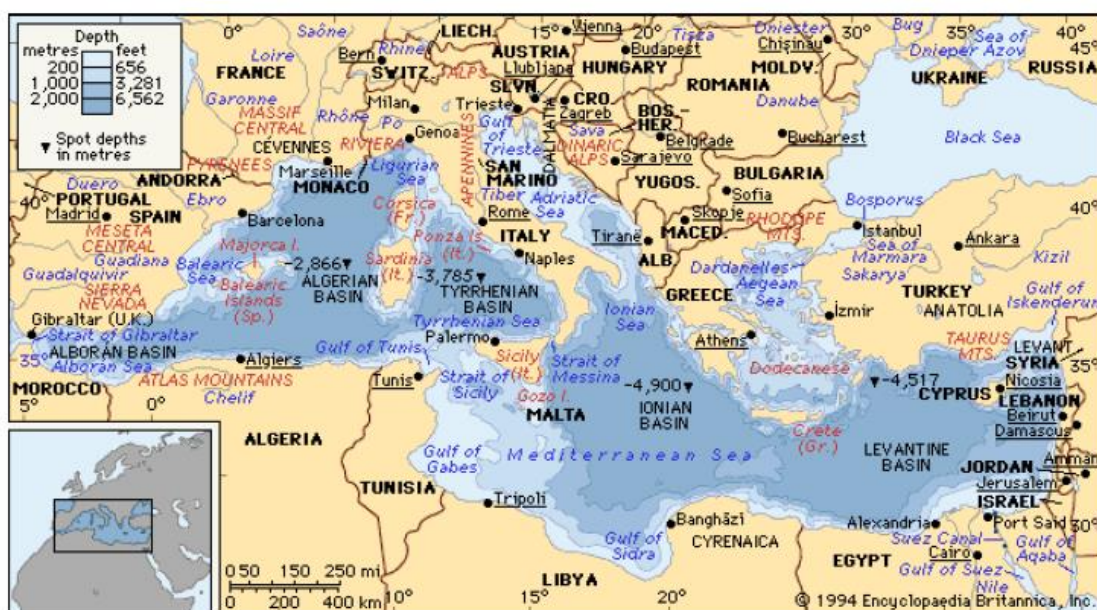 Depth
metres feet
200 656
1,000 3,281
2,000 6,562
▼ Spot depths
in metres
0°
5°
10°
15°
20°
25°
30°
35°
40°
45°
Saône
Loire
Rhine
LIECH.
Vienna
Tisza
Dniester
Chişinău
Bug
Dnieper
Sea of
Azov
RUSSIA
Bern
SWITZ.
AUSTRIA
Budapest
HUNGARY
MOLDV.
UKRAINE
FRANCE
ALPS
Llubljana
SLVN.
ROMANIA
Garonne
Rhône
Milan
Po
Trieste
CRO.
Zagreb
Danube
MASSIF
CENTRAL
CÉVENNES
RIVIERA
Genoa
Gulf
of
Trieste
DALMATIA
BOS.-
HER.
Sava
DINARIC
ALPS
Belgrade
Bucharest
Black Sea
PYRENEES
Marseille
MONACO
Ligurian
Sea
APENNINES
SAN
MARINO
Sarajevo
YUGOS.
BULGARIA
Sofia
Duero
ANDORRA
PORTUGAL
Madrid
SPAIN
Ebro
Barcelona
Corsica
(Fr.)
Tiber
Adriatic
Sea
Rome
ITALY
Skopje
MACED.
RHODOPE
MTS.
Bosporus
Istanbul
40°
40°
MESETA
CENTRAL
Guadiana
Guadalquivir
SIERRA
NEVADA
Majorca I.
Balearic
Sea
Balearic
Islands
(Sp.)
-2,866▼
ALGERIAN
BASIN
Sardinia
(It.)
Ponza Is.
(It.)
-3,785▼
TYRRHENIAN
BASIN
Naples
Tiranë
ALB.
Dardanelles
Aegean
Sea
Sea of
Marmara
Sakarya
Ankara
Kizil
GREECE
TURKEY
ANATOLIA
Gulf of
Iskenderun
Gibraltar (U.K.)
Strait of Gibraltar
ALBORÁN BASIN
Alboran Sea
35°
Algiers
Tyrrhenian Sea
Palermo
Ionian
Sea
Athens
İzmir
TAURUS
MTS.
LEVANT
SYRIA
35°
MOROCCO
ATLAS MOUNTAINS
Chelif
Gulf of Tunis
Tunis
Strait of
Sicily
Sicily
(It.)
Gozo I.
MALTA
Strait of
Messina
-4,900▼
IONIAN
BASIN
Dodecanese
▼-4,517
CYPRUS
Nicosia
LEBANON
Beirut
Damascus
5°
0°
ALGERIA
Gulf of
Gabes
Mediterranean Sea
Crete
(Gr.)
LEVANTINE
BASIN
Amman
JORDAN
Jerusalem
ISRAEL
TUNISIA
Tripoli
Banghāzī
CYRENAICA
Gulf of
Sidra
Alexandria
Port Said
30°
Suez Canal
EGYPT
Cairo
Gulf of Suez
Gulf of
Aqaba
Nile
0 50 150 250 mi
0 200 400 km
10°
15°
LIBYA
20°
25°
30°
© 1994 Encyclopaedia Britannica, Inc.